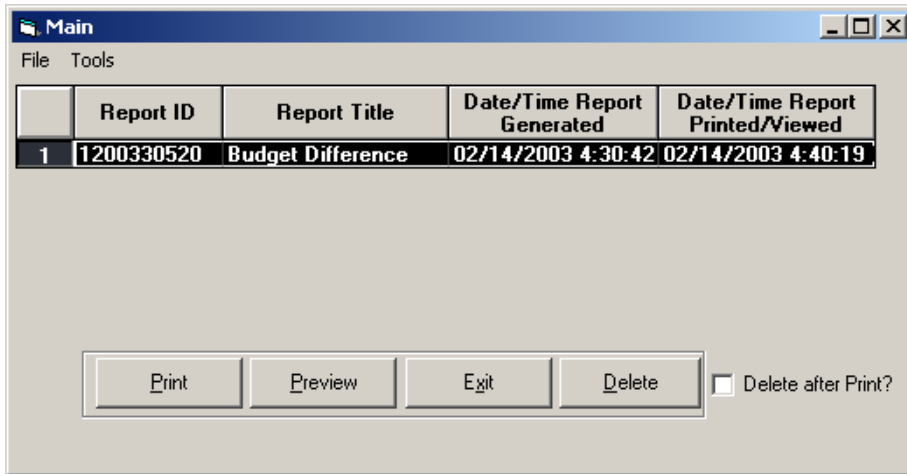 Main
File Tools
Report ID Report Title Date/Time Report Generated Date/Time Report Printed/Viewed
1 1200330520 Budget Difference 02/14/2003 4:30:42 02/14/2003 4:40:19
Print Preview Exit Delete Delete after Print?